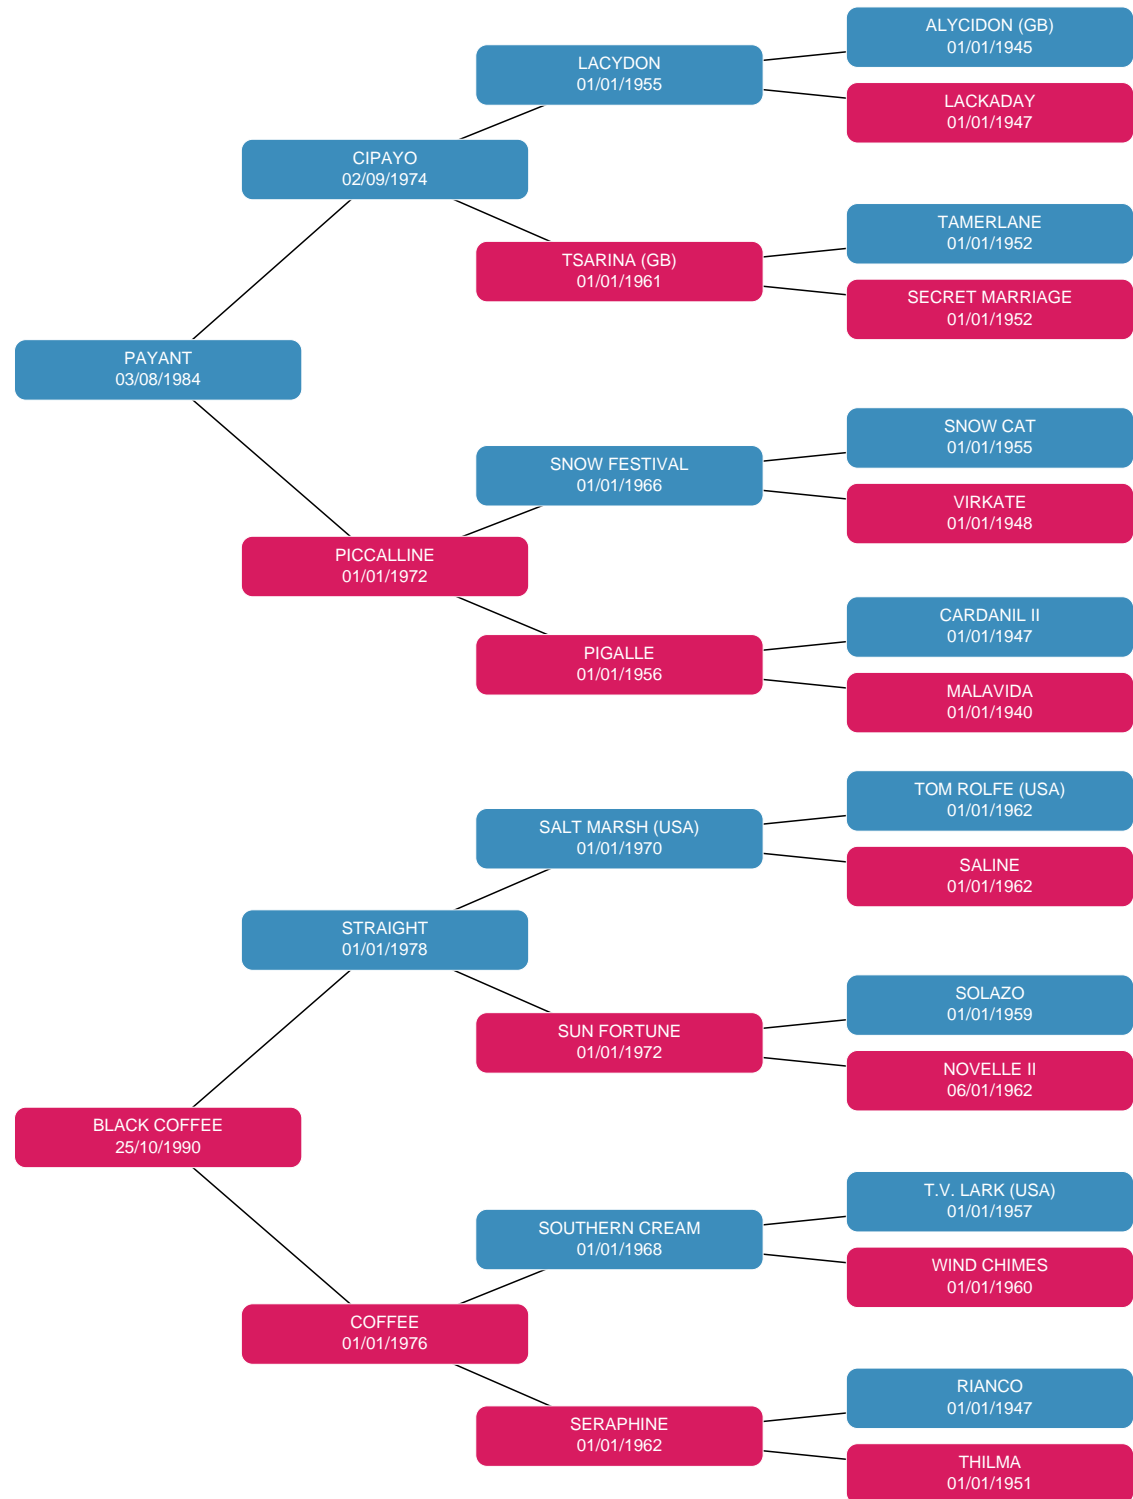 ALYCIDON (GB)
01/01/1945
LACYDON
01/01/1955
LACKADAY
01/01/1947
CIPAYO
02/09/1974
TAMERLANE
01/01/1952
TSARINA (GB)
01/01/1961
SECRET MARRIAGE
01/01/1952
PAYANT
03/08/1984
SNOW CAT
01/01/1955
SNOW FESTIVAL
01/01/1966
VIRKATE
01/01/1948
PICCALLINE
01/01/1972
CARDANIL II
01/01/1947
PIGALLE
01/01/1956
MALAVIDA
01/01/1940
TOM ROLFE (USA)
01/01/1962
SALT MARSH (USA)
01/01/1970
SALINE
01/01/1962
STRAIGHT
01/01/1978
SOLAZO
01/01/1959
SUN FORTUNE
01/01/1972
NOVELLE II
06/01/1962
BLACK COFFEE
25/10/1990
T.V. LARK (USA)
01/01/1957
SOUTHERN CREAM
01/01/1968
WIND CHIMES
01/01/1960
COFFEE
01/01/1976
RIANCO
01/01/1947
SERAPHINE
01/01/1962
THILMA
01/01/1951